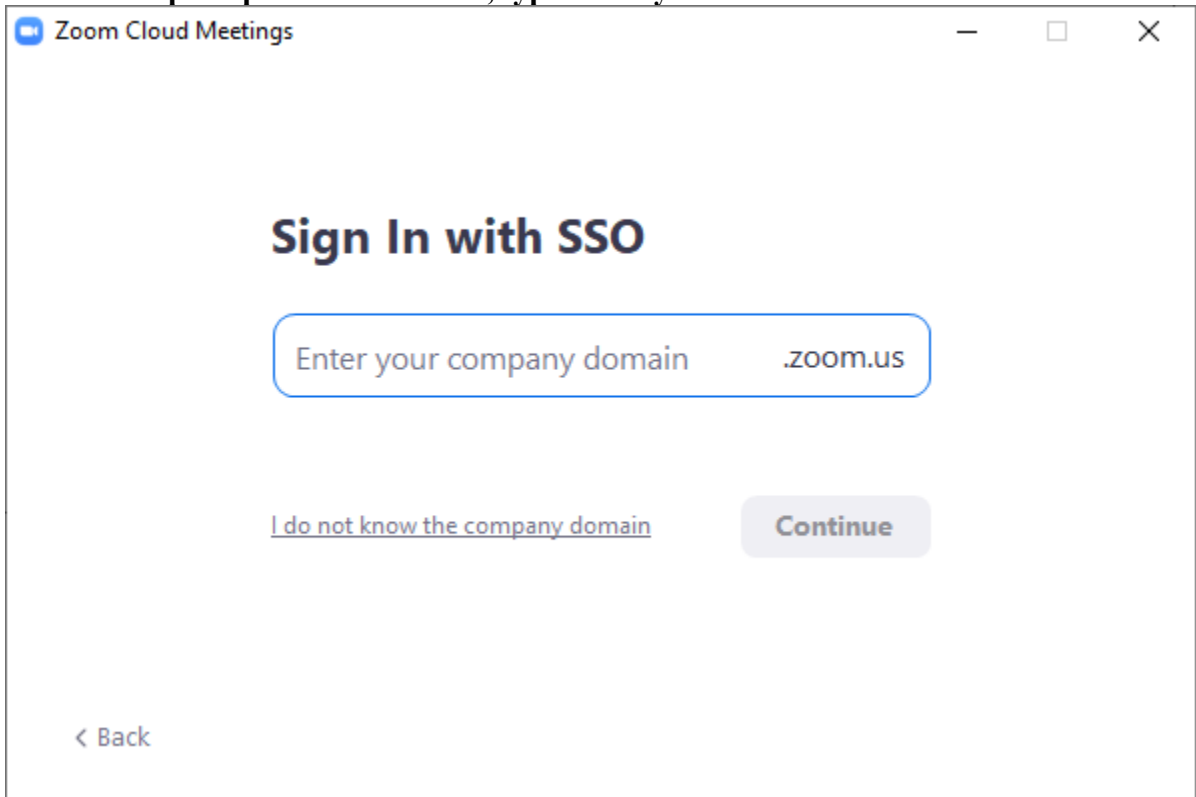 Zoom Cloud Meetings
Sign In with SSO
Enter your company domain .zoom.us
I do not know the company domain Continue
< Back